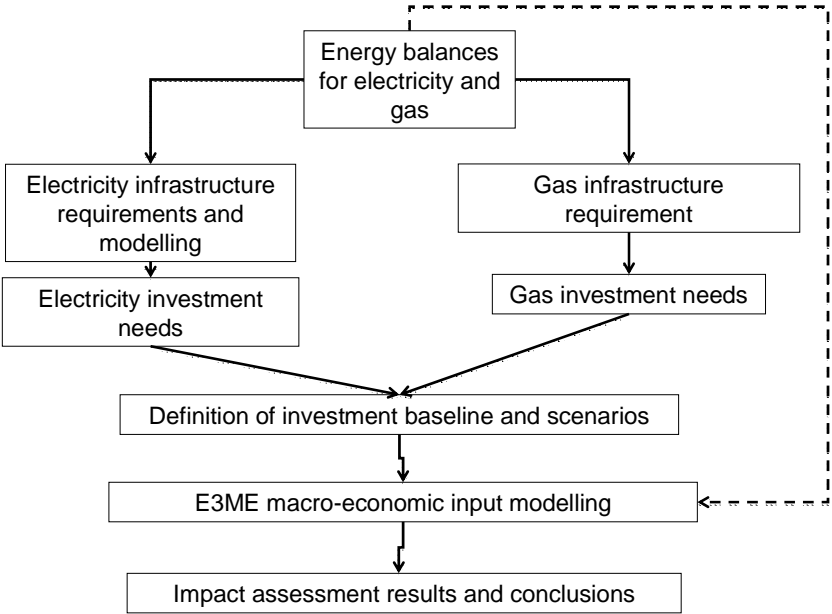 Energy balances
for electricity and
gas
Electricity infrastructure
requirements and
modelling
Gas infrastructure
requirement
Electricity investment
needs
Gas investment needs
Definition of investment baseline and scenarios
E3ME macro-economic input modelling
Impact assessment results and conclusions